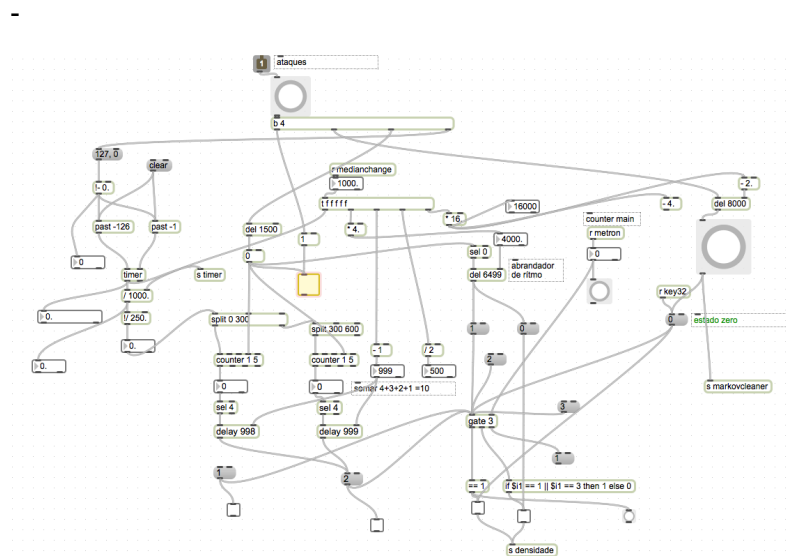 -
1
ataques
b 4
127, 0
clear
r medianchange
1000.
- 2.
!- 0.
t f f f f f
16000
- 4.
del 8000
* 16.
counter main
past -126
past -1
del 1500
* 4.
r metron
1
4000.
0
sel 0
0
0
abrandador
de rítmo
timer
s timer
del 6499
r key32
/ 1000.
0.
!/ 250.
split 0 300
0
estado zero
split 300 600
1
0
0.
- 1
/ 2
2
0.
counter 1 5
counter 1 5
999
500
0
0
somar 4+3+2+1 =10
s markovcleaner
sel 4
sel 4
3
gate 3
delay 998
delay 999
1
1
2
== 1
if $i1 == 1 || $i1 == 3 then 1 else 0
s densidade